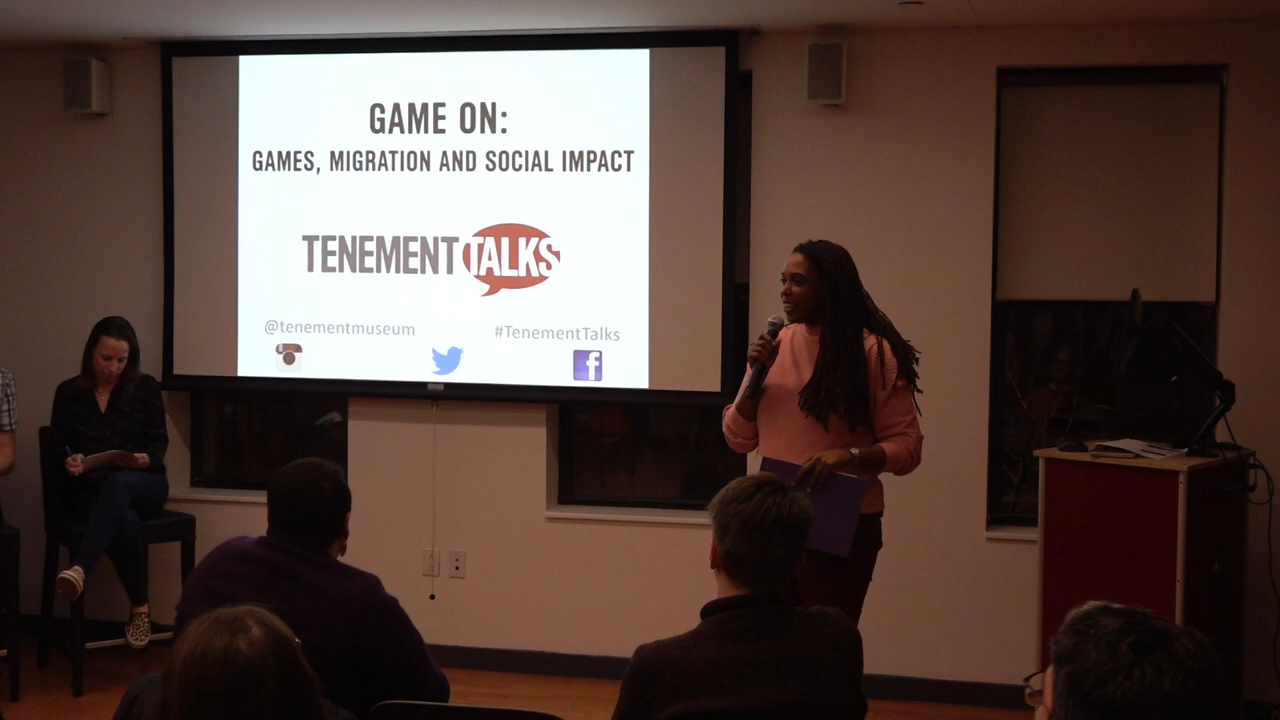 GAME ON:
GAMES, MIGRATION AND SOCIAL IMPACT
TENEMENT TALKS
@tenementmuseum #TenementTalks
f